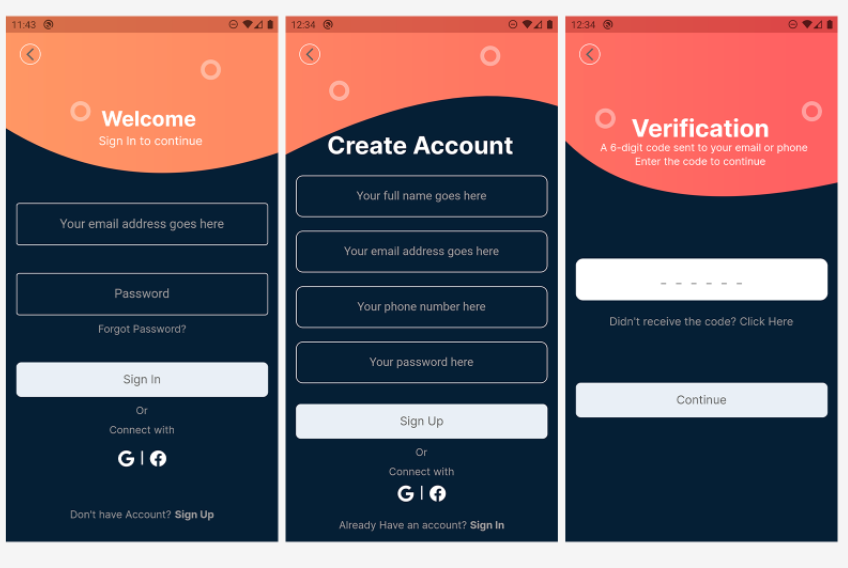 11:43
Welcome
Sign In to continue
Your email address goes here
Password
Forgot Password?
Sign In
Or
Connect with
G | f
Don't have Account? Sign Up
12:34
Create Account
Your full name goes here
Your email address goes here
Your phone number here
Your password here
Sign Up
Or
Connect with
G | f
Already Have an account? Sign In
12:34
Verification
A 6-digit code sent to your email or phone
Enter the code to continue
_ _ _ _ _ _
Didn't receive the code? Click Here
Continue